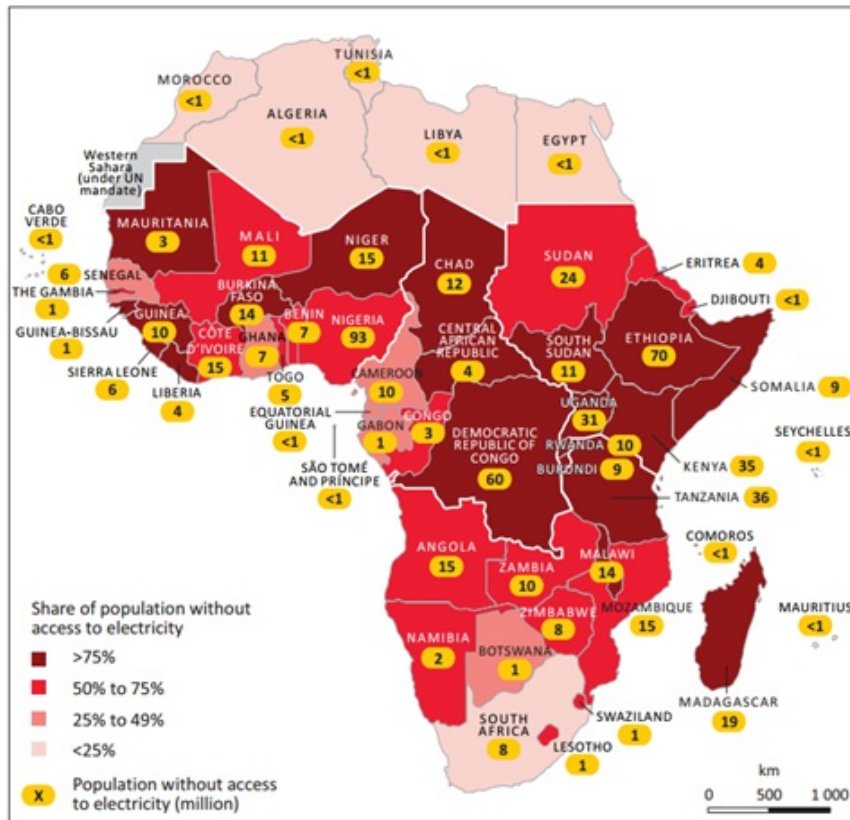 TUNISIA
<1
MOROCCO
<1
ALGERIA
<1
LIBYA
<1
EGYPT
<1
Western
Sahara
(under UN
mandate)
CABO
VERDE
<1
MAURITANIA
3
MALI
11
NIGER
15
CHAD
12
SUDAN
24
ERITREA 4
DJIBOUTI <1
6 SENEGAL
THE GAMBIA
1
GUINEA-BISSAU
1
GUINEA
10
SIERRA LEONE
6
LIBERIA
4
BURKINA
FASO
14
CÔTE
D'IVOIRE
15
GHANA
7
TOGO
5
BENIN
7
NIGERIA
93
CAMEROON
10
CENTRAL
AFRICAN
REPUBLIC
4
SOUTH
SUDAN
11
ETHIOPIA
70
SOMALIA 9
EQUATORIAL
GUINEA
<1
GABON
1
CONGO
3
SÃO TOMÉ
AND PRÍNCIPE
<1
DEMOCRATIC
REPUBLIC OF
CONGO
60
UGANDA
31
RWANDA 10
BURUNDI 9
KENYA 35
TANZANIA 36
SEYCHELLES
<1
COMOROS
<1
ANGOLA
15
ZAMBIA
10
MALAWI
14
MOZAMBIQUE
15
MAURITIUS
<1
ZIMBABWE
8
NAMIBIA
2
BOTSWANA
1
MADAGASCAR
19
SOUTH
AFRICA
8
SWAZILAND
1
LESOTHO
1
Share of population without
access to electricity
>75%
50% to 75%
25% to 49%
<25%
X Population without access
to electricity (million)
km
0 500 1 000